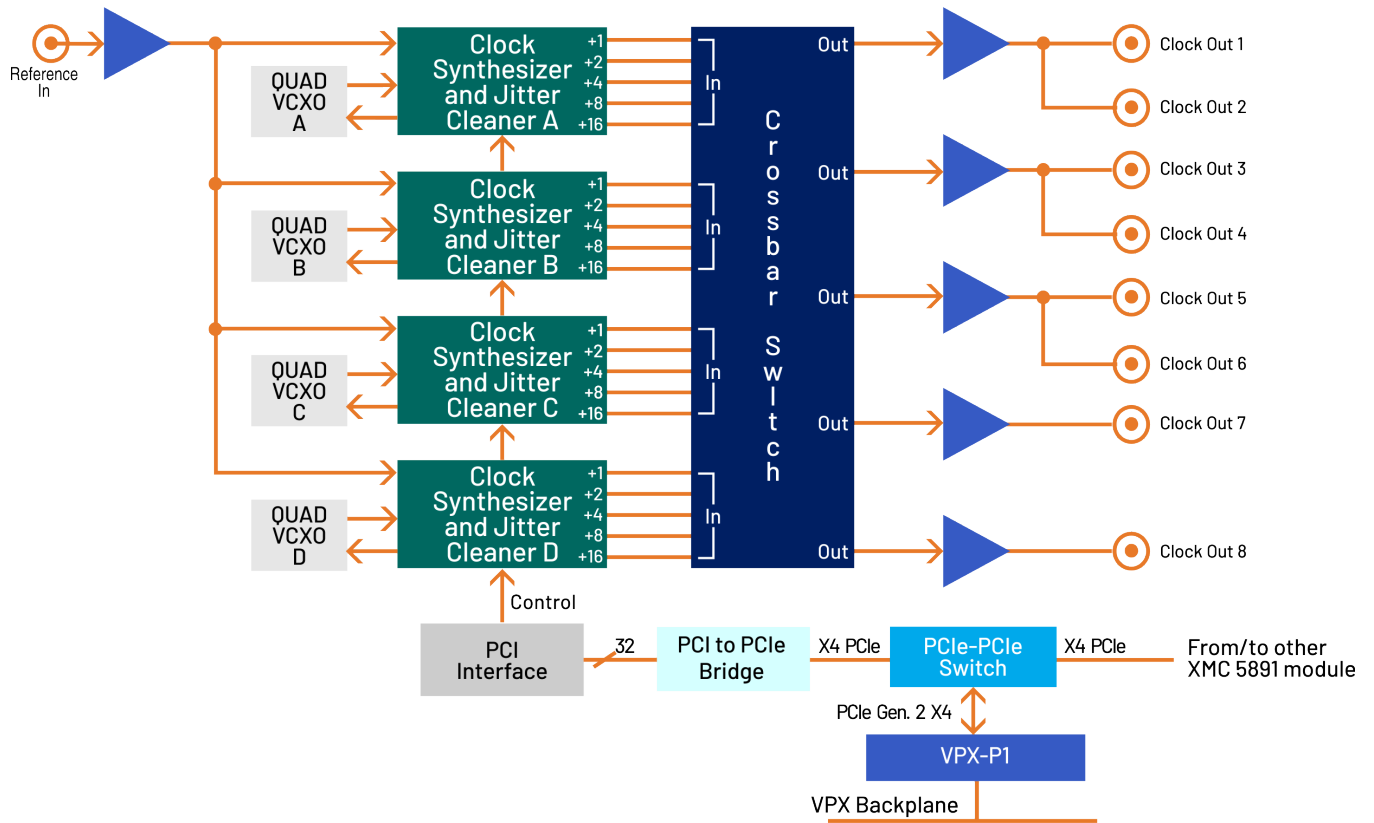 Reference
In
QUAD
VCXO
A
Clock
Synthesizer
and Jitter
Cleaner A
+1
+2
+4
+8
+16
In
QUAD
VCXO
B
Clock
Synthesizer
and Jitter
Cleaner B
+1
+2
+4
+8
+16
In
QUAD
VCXO
C
Clock
Synthesizer
and Jitter
Cleaner C
+1
+2
+4
+8
+16
In
QUAD
VCXO
D
Clock
Synthesizer
and Jitter
Cleaner D
+1
+2
+4
+8
+16
In
Crossbar SwItch
Out
Out
Out
Out
Out
Clock Out 1
Clock Out 2
Clock Out 3
Clock Out 4
Clock Out 5
Clock Out 6
Clock Out 7
Clock Out 8
Control
PCI
Interface
32
PCI to PCIe
Bridge
X4 PCIe
PCIe-PCIe
Switch
X4 PCIe
From/to other
XMC 5891 module
PCIe Gen. 2 X4
VPX-P1
VPX Backplane